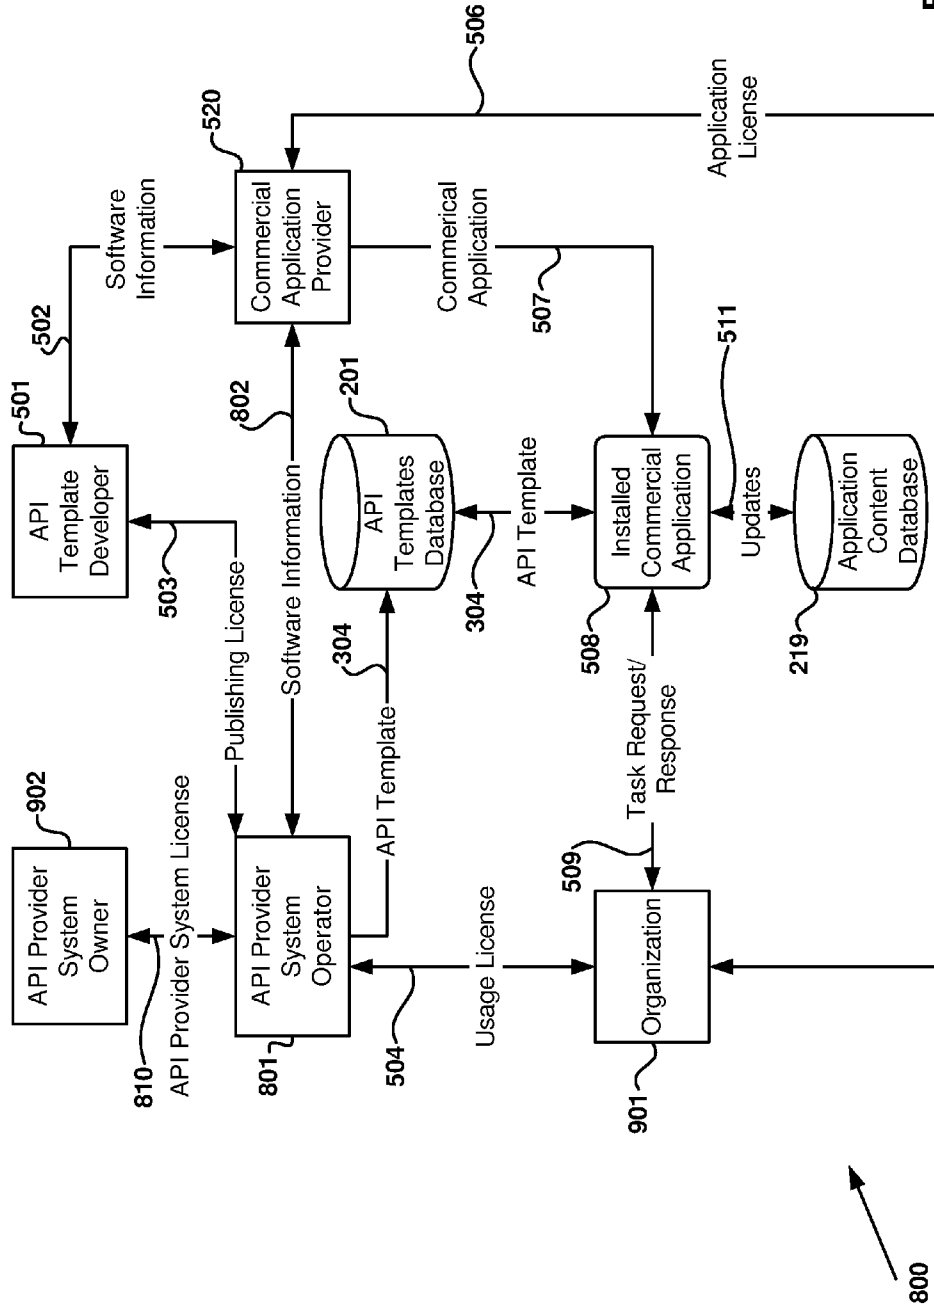 API Provider
System
Owner
902
API
Template
Developer
501
502
Software
Information
810
API Provider System License
503
Publishing License
API Provider
System
Operator
801
Software Information
802
Commercial
Application
Provider
520
API Template
304
API
Templates
Database
201
504
Usage License
304
API Template
Commerical
Application
507
506
Organization
901
509
Task Request/
Response
Installed
Commercial
Application
508
Updates
511
Application
License
Application
Content
Database
219
800